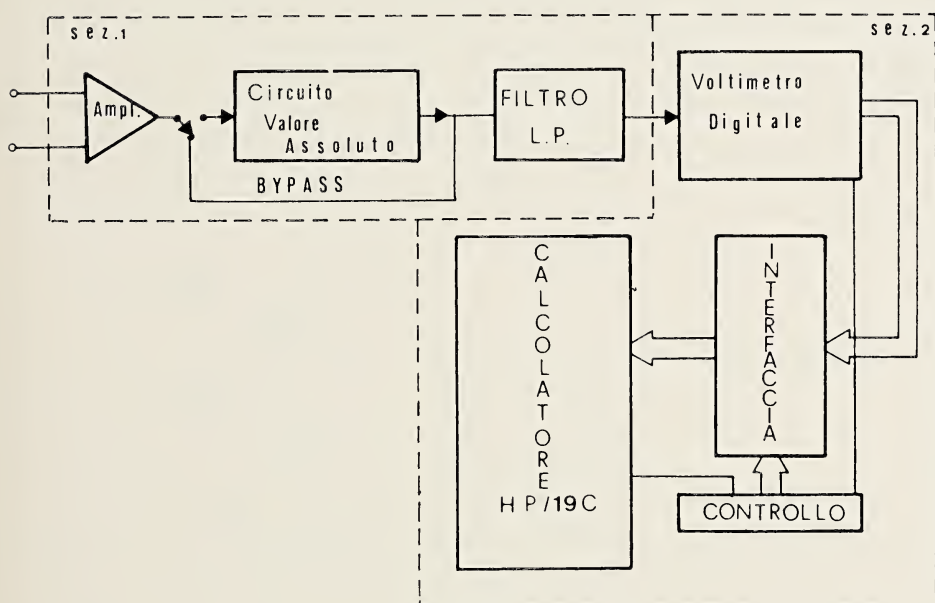 sez.1
sez.2
Ampl.
Circuito
Valore
Assoluto
BYPASS
FILTRO
L.P.
Voltimetro
Digitale
CALCOLATORE
HP/19C
INTERFACCIA
CONTROLLO